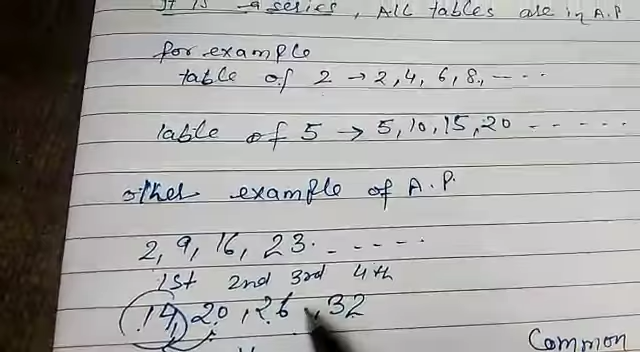 It is a series, All tables are in A.P
for example
table of 2 → 2, 4, 6, 8, - - - -
table of 5 → 5, 10, 15, 20 - - - - - -
other example of A.P.
2, 9, 16, 23. - - - - - .
1st 2nd 3rd 4th
14, 20, 26, 32
Common